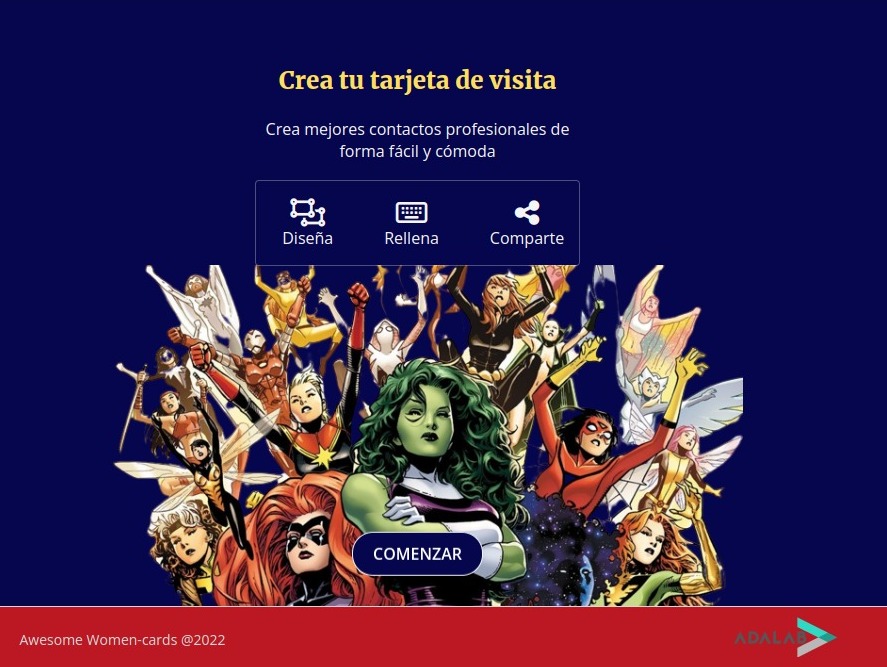 Crea tu tarjeta de visita
Crea mejores contactos profesionales de
forma fácil y cómoda
Diseña Rellena Comparte
COMENZAR
Awesome Women-cards @2022
ADALAB